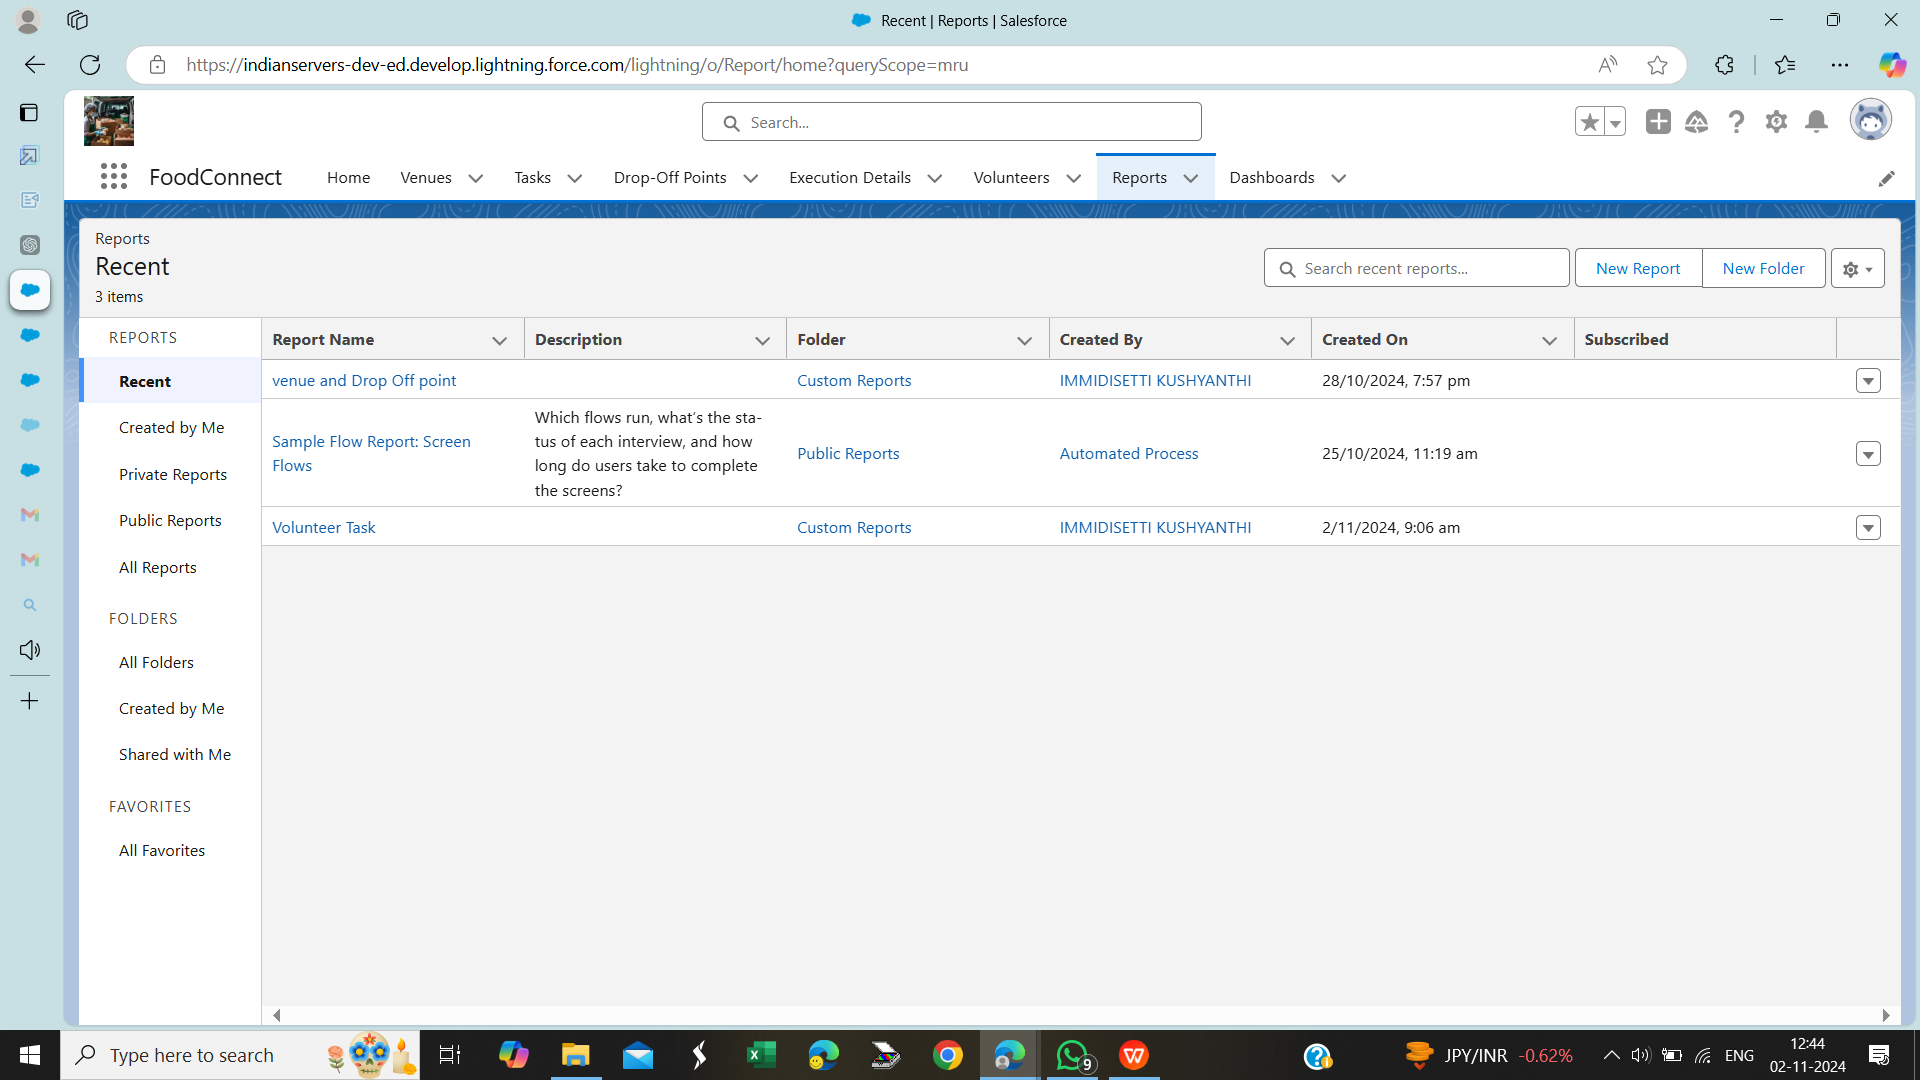 Recent | Reports | Salesforce
https://indianservers-dev-ed.develop.lightning.force.com/lightning/o/Report/home?queryScope=mru
Search...
FoodConnect Home Venues Tasks Drop-Off Points Execution Details Volunteers Reports Dashboards
Reports
Recent
3 items
Search recent reports...
New Report
New Folder
REPORTS
Recent
Created by Me
Private Reports
Public Reports
All Reports
FOLDERS
All Folders
Created by Me
Shared with Me
FAVORITES
All Favorites
Report Name Description Folder Created By Created On Subscribed
venue and Drop Off point Custom Reports IMMIDISETTI KUSHYANTHI 28/10/2024, 7:57 pm
Sample Flow Report: Screen
Flows
Which flows run, what's the sta-
tus of each interview, and how
long do users take to complete
the screens?
Public Reports Automated Process 25/10/2024, 11:19 am
Volunteer Task Custom Reports IMMIDISETTI KUSHYANTHI 2/11/2024, 9:06 am
Type here to search
9
JPY/INR -0.62%
ENG
12:44
02-11-2024